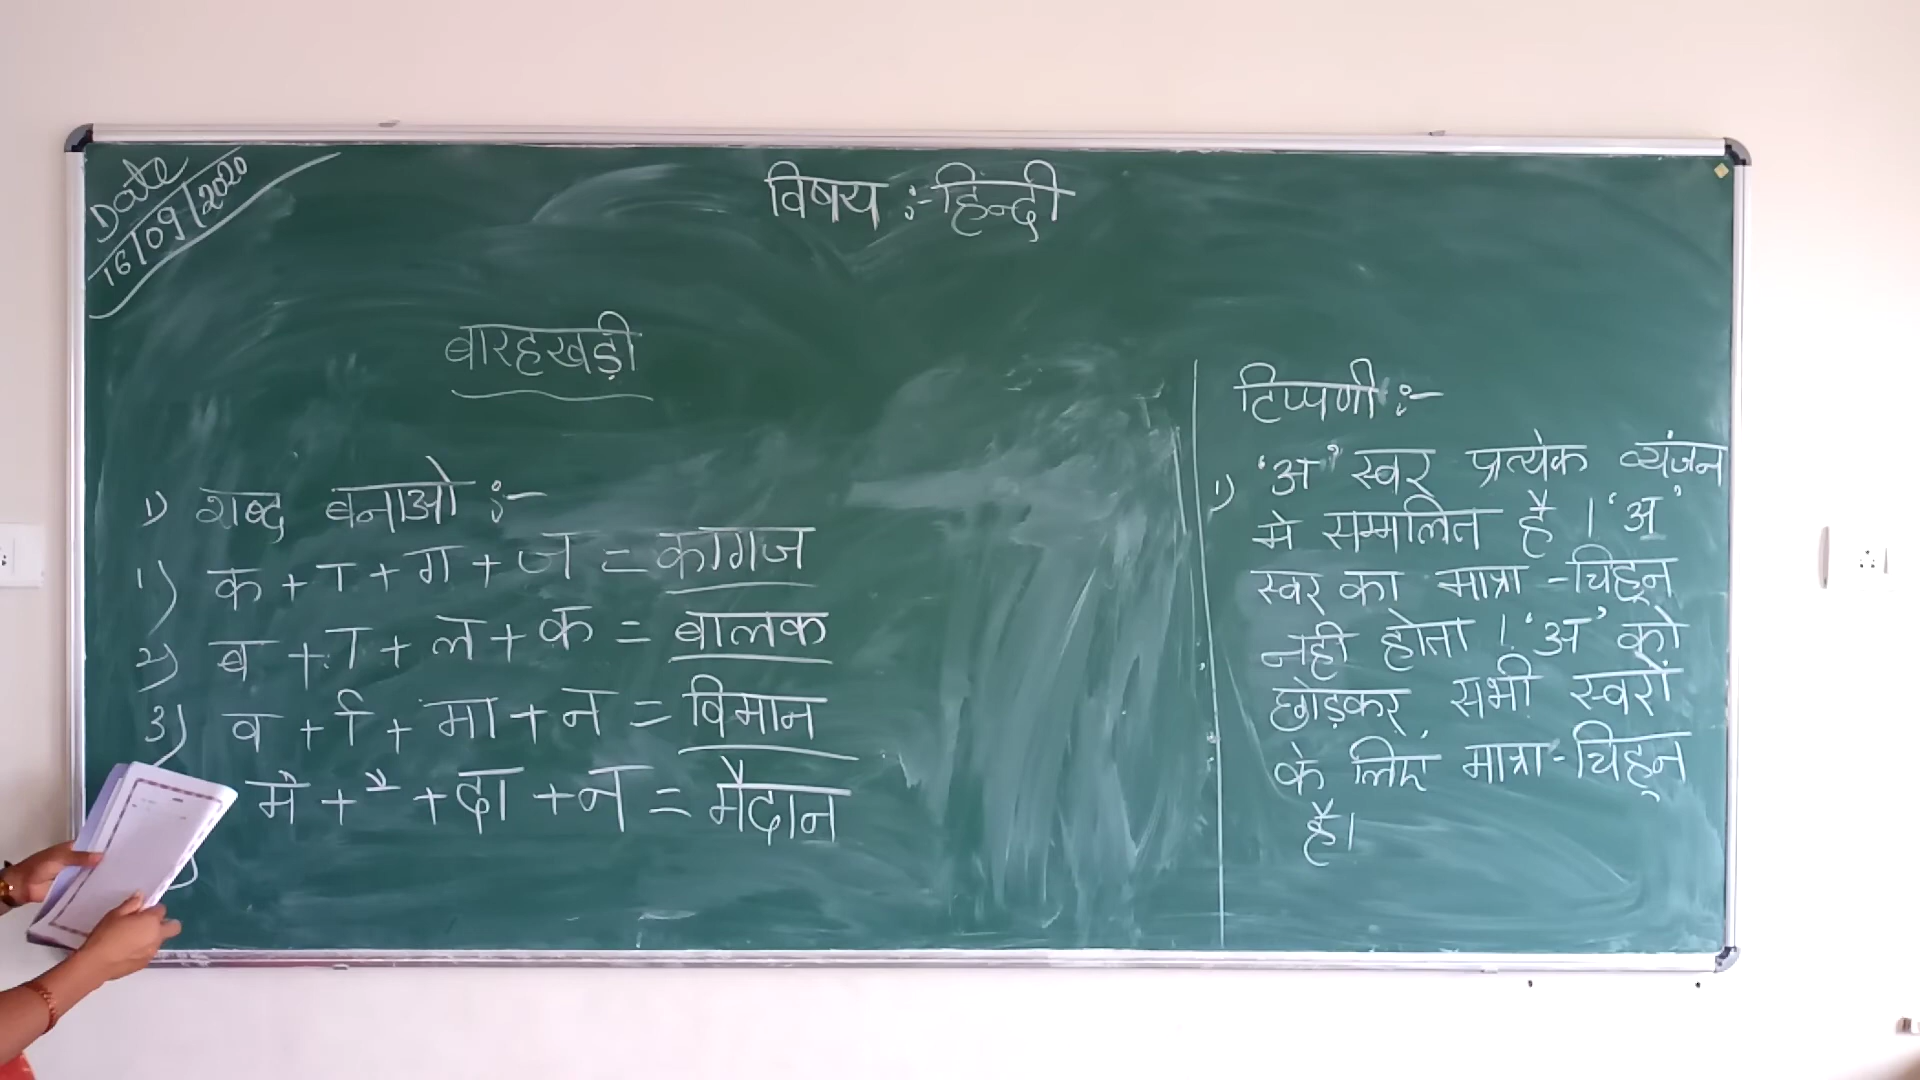 Date
16/09/2020
विषय :- हिन्दी
बारहखड़ी
1) शब्द बनाओ :-
1) क + ा + ग + ज = कागज
2) ब + ा + ल + क = बालक
3) व + ि + मा + न = विमान
मै + ै + दा + न = मैदान
टिप्पणी :-
1) 'अ' स्वर प्रत्येक व्यंजन
मे सम्मलित है । 'अ'
स्वर का मात्रा - चिह्न
नही होता । 'अ' को
छोड़कर सभी स्वरों
के लिए मात्रा - चिह्न
है।